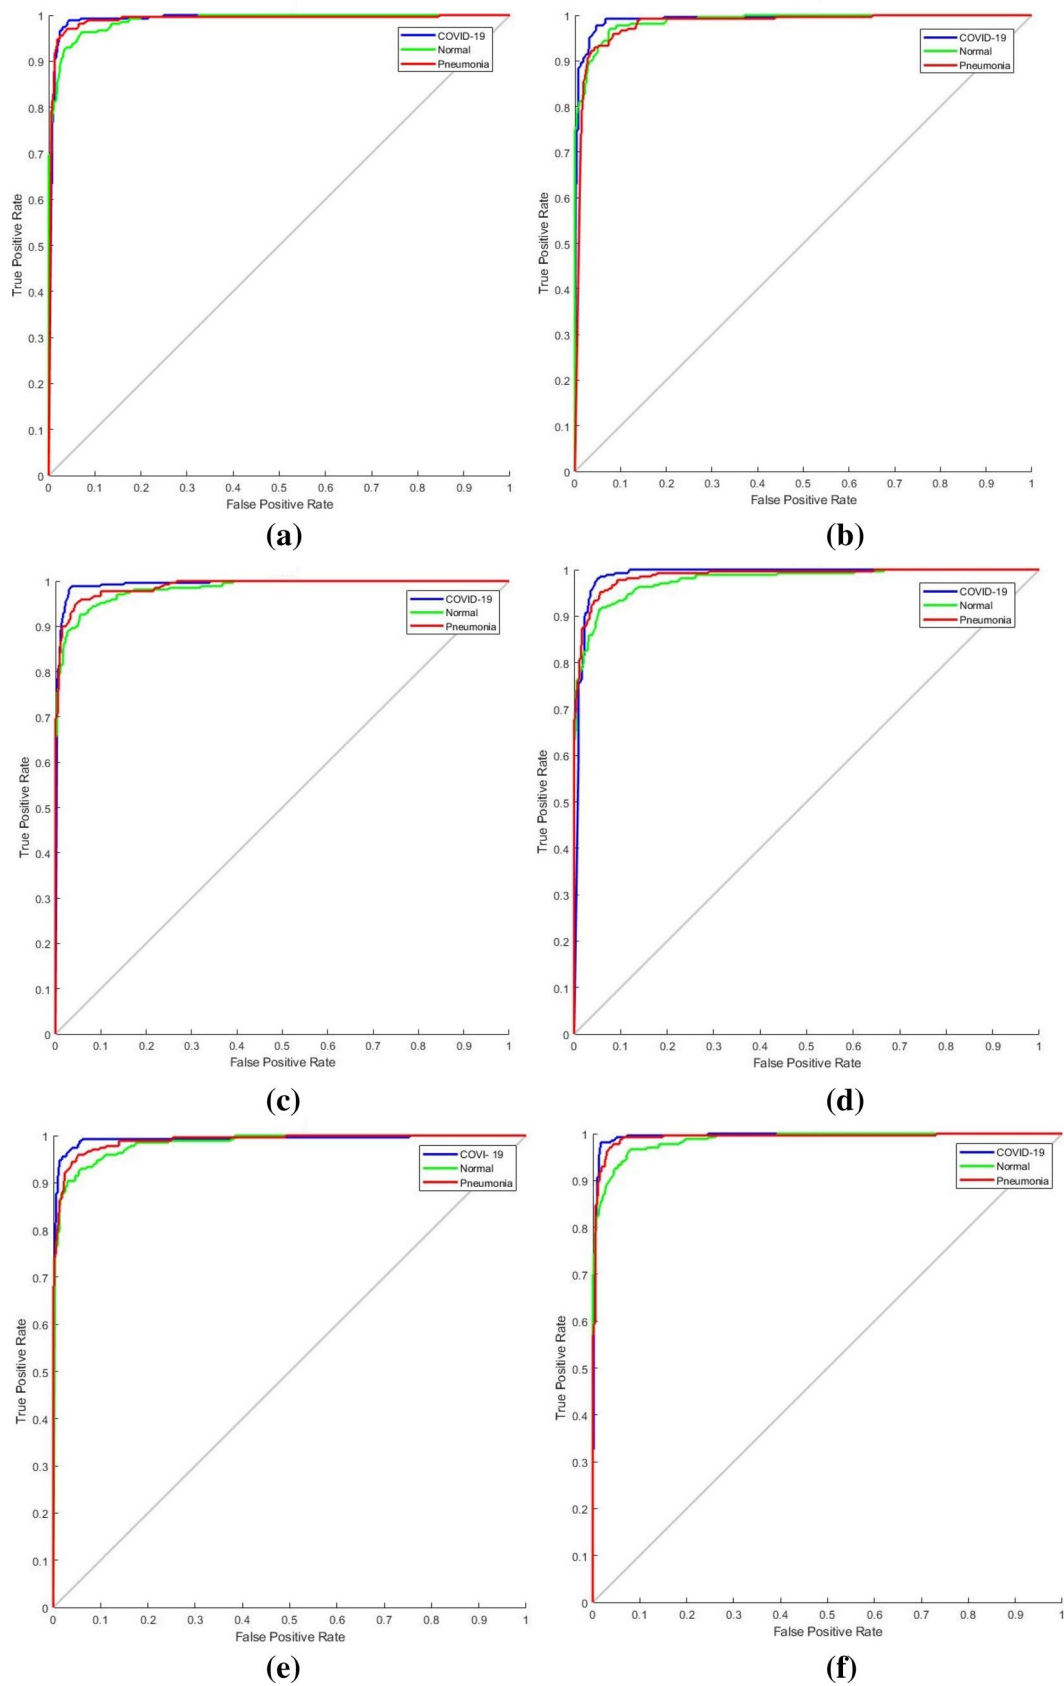 1
0.9
0.8
0.7
0.6
0.5
0.4
0.3
0.2
0.1
0
True Positive Rate
COVID-19
Normal
Pneumonia
0 0.1 0.2 0.3 0.4 0.5 0.6 0.7 0.8 0.9 1
False Positive Rate
(a)
1
0.9
0.8
0.7
0.6
0.5
0.4
0.3
0.2
0.1
0
True Positive Rate
COVID-19
Normal
Pneumonia
0 0.1 0.2 0.3 0.4 0.5 0.6 0.7 0.8 0.9 1
False Positive Rate
(b)
1
0.9
0.8
0.7
0.6
0.5
0.4
0.3
0.2
0.1
0
True Positive Rate
COVID-19
Normal
Pneumonia
0 0.1 0.2 0.3 0.4 0.5 0.6 0.7 0.8 0.9 1
False Positive Rate
(c)
1
0.9
0.8
0.7
0.6
0.5
0.4
0.3
0.2
0.1
0
True Positive Rate
COVID-19
Normal
Pneumonia
0 0.1 0.2 0.3 0.4 0.5 0.6 0.7 0.8 0.9 1
False Positive Rate
(d)
1
0.9
0.8
0.7
0.6
0.5
0.4
0.3
0.2
0.1
0
True Positive Rate
COVI- 19
Normal
Pneumonia
0 0.1 0.2 0.3 0.4 0.5 0.6 0.7 0.8 0.9 1
False Positive Rate
(e)
1
0.9
0.8
0.7
0.6
0.5
0.4
0.3
0.2
0.1
0
True Positive Rate
COVID-19
Normal
Pneumonia
0 0.1 0.2 0.3 0.4 0.5 0.6 0.7 0.8 0.9 1
False Positive Rate
(f)